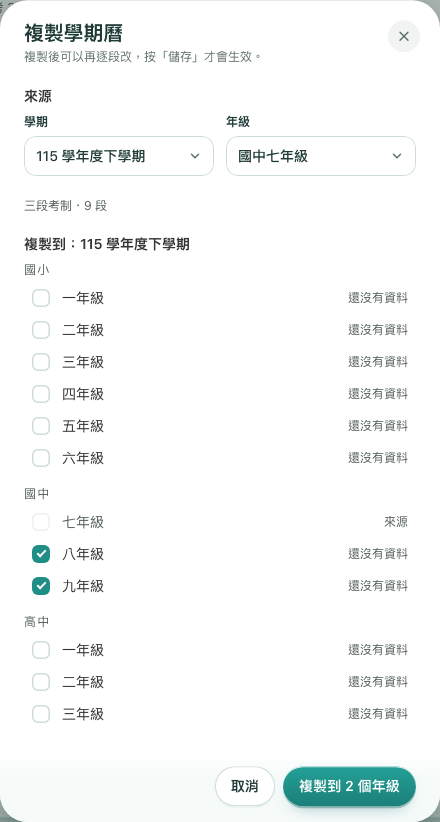 複製學期曆
複製後可以再逐段改，按「儲存」才會生效。
來源
學期 年級
115 學年度下學期 國中七年級
三段考制 · 9 段
複製到：115 學年度下學期
國小
一年級 還沒有資料
二年級 還沒有資料
三年級 還沒有資料
四年級 還沒有資料
五年級 還沒有資料
六年級 還沒有資料
國中
七年級 來源
八年級 還沒有資料
九年級 還沒有資料
高中
一年級 還沒有資料
二年級 還沒有資料
三年級 還沒有資料
取消 複製到 2 個年級